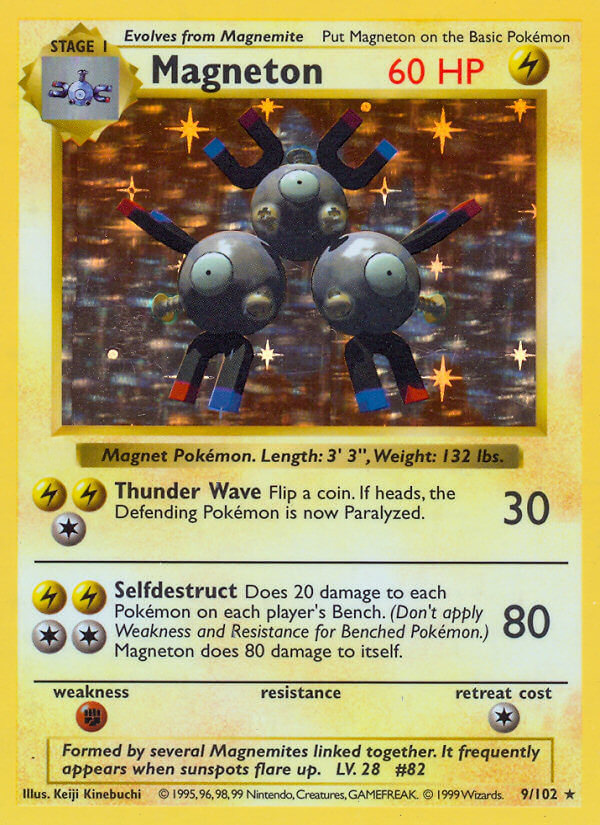 STAGE 1
Evolves from Magnemite Put Magneton on the Basic Pokémon
Magneton 60 HP
Magnet Pokémon. Length: 3' 3", Weight: 132 lbs.
Thunder Wave Flip a coin. If heads, the
Defending Pokémon is now Paralyzed.
30
Selfdestruct Does 20 damage to each
Pokémon on each player's Bench. (Don't apply
Weakness and Resistance for Benched Pokémon.)
Magneton does 80 damage to itself.
80
weakness resistance retreat cost
Formed by several Magnemites linked together. It frequently
appears when sunspots flare up. LV. 28 #82
Illus. Keiji Kinebuchi © 1995, 96, 98, 99 Nintendo, Creatures, GAMEFREAK. © 1999 Wizards. 9/102 ★